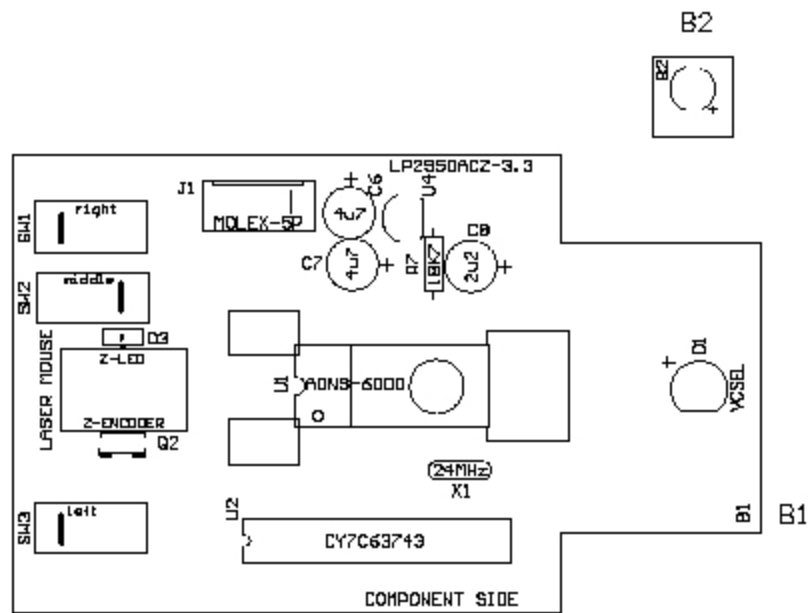 B2
B2
LP2950ACZ-3.3
J1
MOLEX-5P
4u7
C6
U4
SW1
right
C7
4u7
R7
18K7
2u2
C8
SW2
middle
D3
LASER MOUSE
Z-LED
U1
ADNS-6000
D1
VCSEL
Z-ENCODER
Q2
24MHz
X1
SW3
left
U2
CY7C63743
B1
B1
COMPONENT SIDE